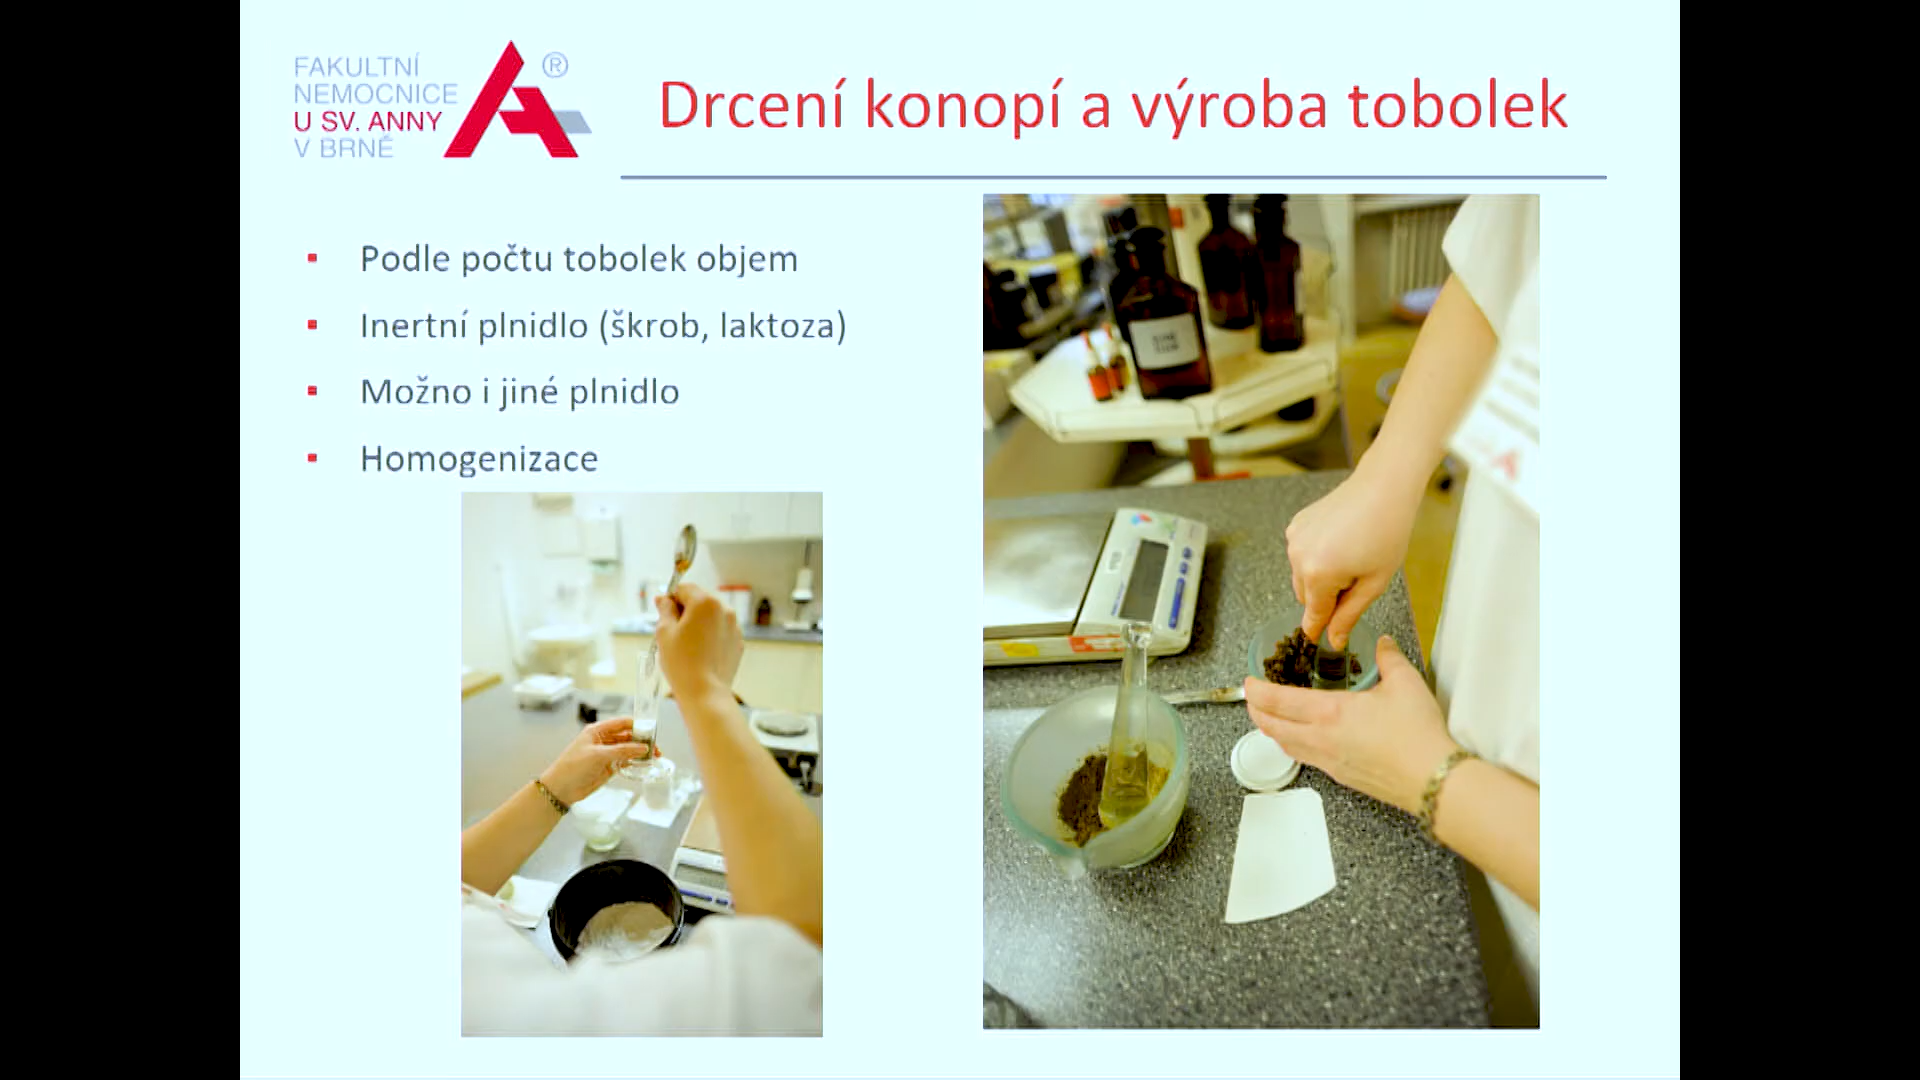 FAKULTNÍ
NEMOCNICE
U SV. ANNY
V BRNĚ
®
Drcení konopí a výroba tobolek
▪ Podle počtu tobolek objem
▪ Inertní plnidlo (škrob, laktoza)
▪ Možno i jiné plnidlo
▪ Homogenizace